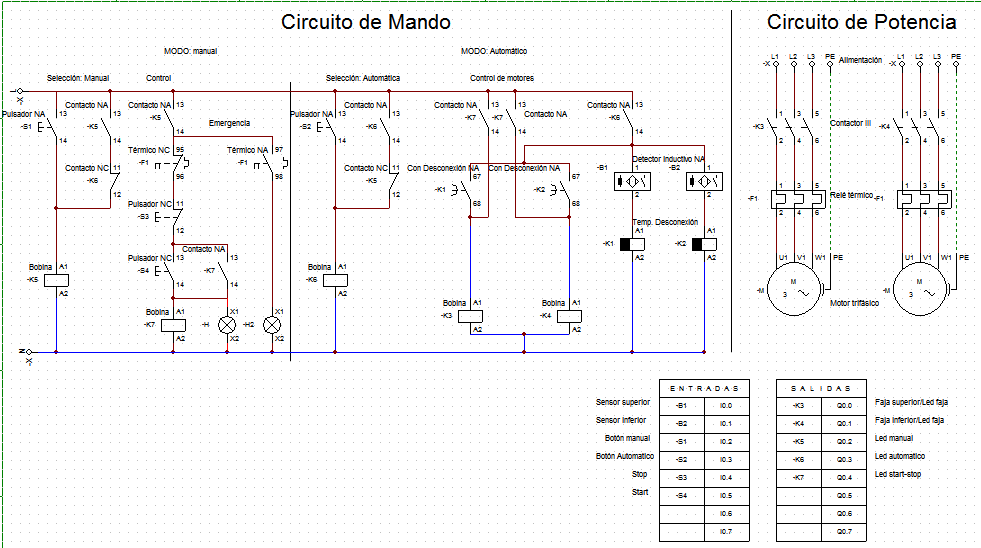 Circuito de Mando
Circuito de Potencia
MODO: manual
MODO: Automático
Selección: Manual
Control
Selección: Automática
Control de motores
L1 L2 L3 PE
Alimentación
L1 L2 L3 PE
-X
-X
Contacto NA 13
-K5
14
Contacto NA 13
-K5
14
Pulsador NA 13
-S1
14
Emergencia
Pulsador NA 13
-S2
14
Contacto NA 13
-K6
14
Contacto NA 13
-K7
14
13
-K7
14
Contacto NA
Contacto NA 13
-K6
14
1 3 5
-K3
2 4 6
Contactor III
1 3 5
-K4
2 4 6
Térmico NC 95
-F1
96
Térmico NA 97
-F1
98
Contacto NC 11
-K6
12
Contacto NC 11
-K5
12
Con Desconexión NA 67
-K1
68
Con Desconexión NA 67
-K2
68
Detector Inductivo NA
-B1 1
2
-B2 1
2
1 3 5
-F1
2 4 6
Relé térmico
1 3 5
-F1
2 4 6
Pulsador NC 11
-S3
12
Temp. Desconexión
-K1 A1
A2
-K2 A1
A2
Pulsador NC 13
-S4
14
Contacto NA 13
-K7
14
Bobina A1
-K5
A2
Bobina A1
-K6
A2
U1 V1 W1 PE
-M
M
3
Motor trifásico
U1 V1 W1 PE
-M
M
3
Bobina A1
-K7
A2
X1
-H
X2
X1
-H2
X2
Bobina A1
-K3
A2
Bobina A1
-K4
A2
ENTRADAS
Sensor superior -B1 I0.0
Sensor inferior -B2 I0.1
Botón manual -S1 I0.2
Botón Automatico -S2 I0.3
Stop -S3 I0.4
Start -S4 I0.5
I0.6
I0.7
SALIDAS
-K3 Q0.0 Faja superior/Led faja
-K4 Q0.1 Faja inferior/Led faja
-K5 Q0.2 Led manual
-K6 Q0.3 Led automatico
-K7 Q0.4 Led start-stop
Q0.5
Q0.6
Q0.7